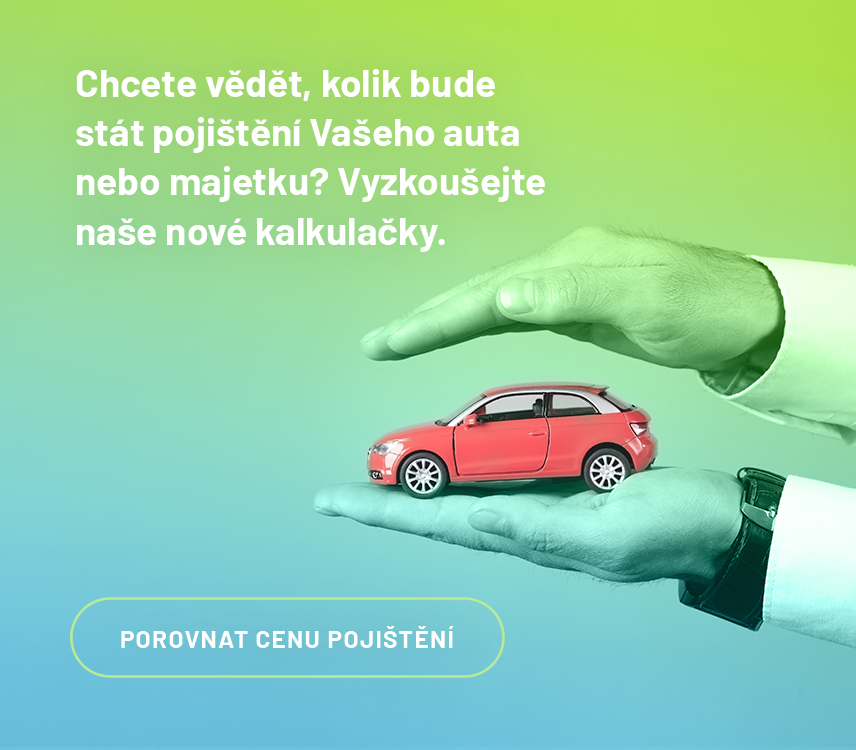 Chcete vědět, kolik bude
stát pojištění Vašeho auta
nebo majetku? Vyzkoušejte
naše nové kalkulačky.
POROVNAT CENU POJIŠTĚNÍ